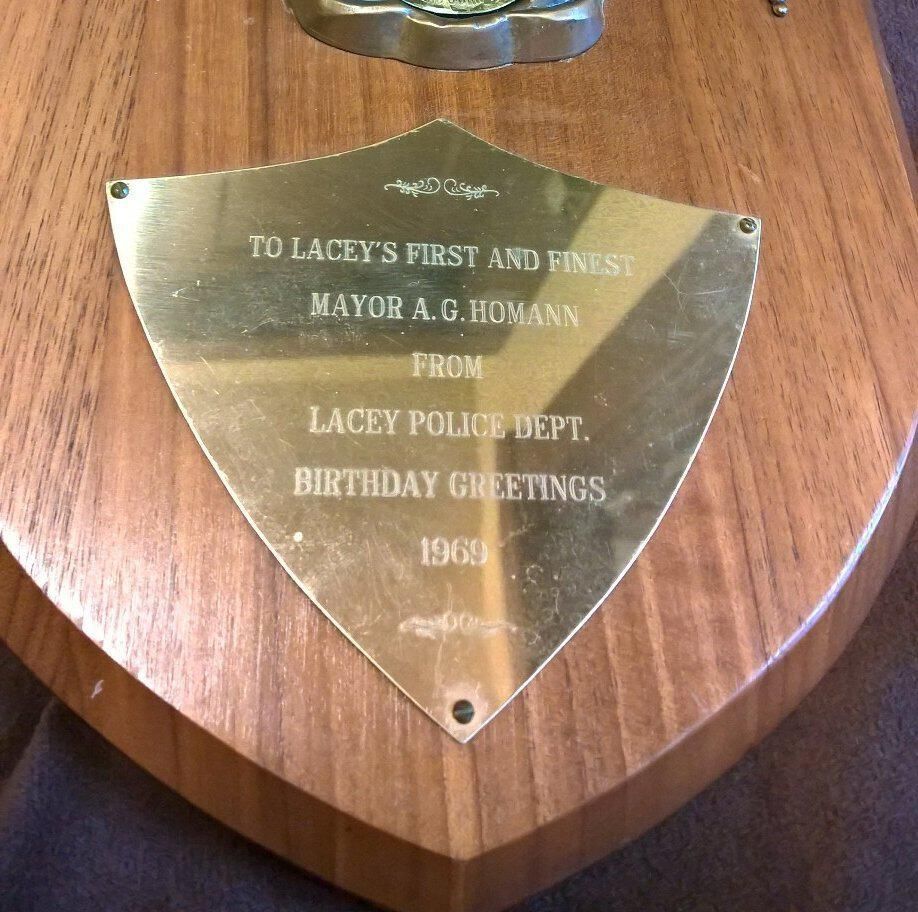 TO LACEY'S FIRST AND FINEST
MAYOR A. G. HOMANN
FROM
LACEY POLICE DEPT.
BIRTHDAY GREETINGS
1969